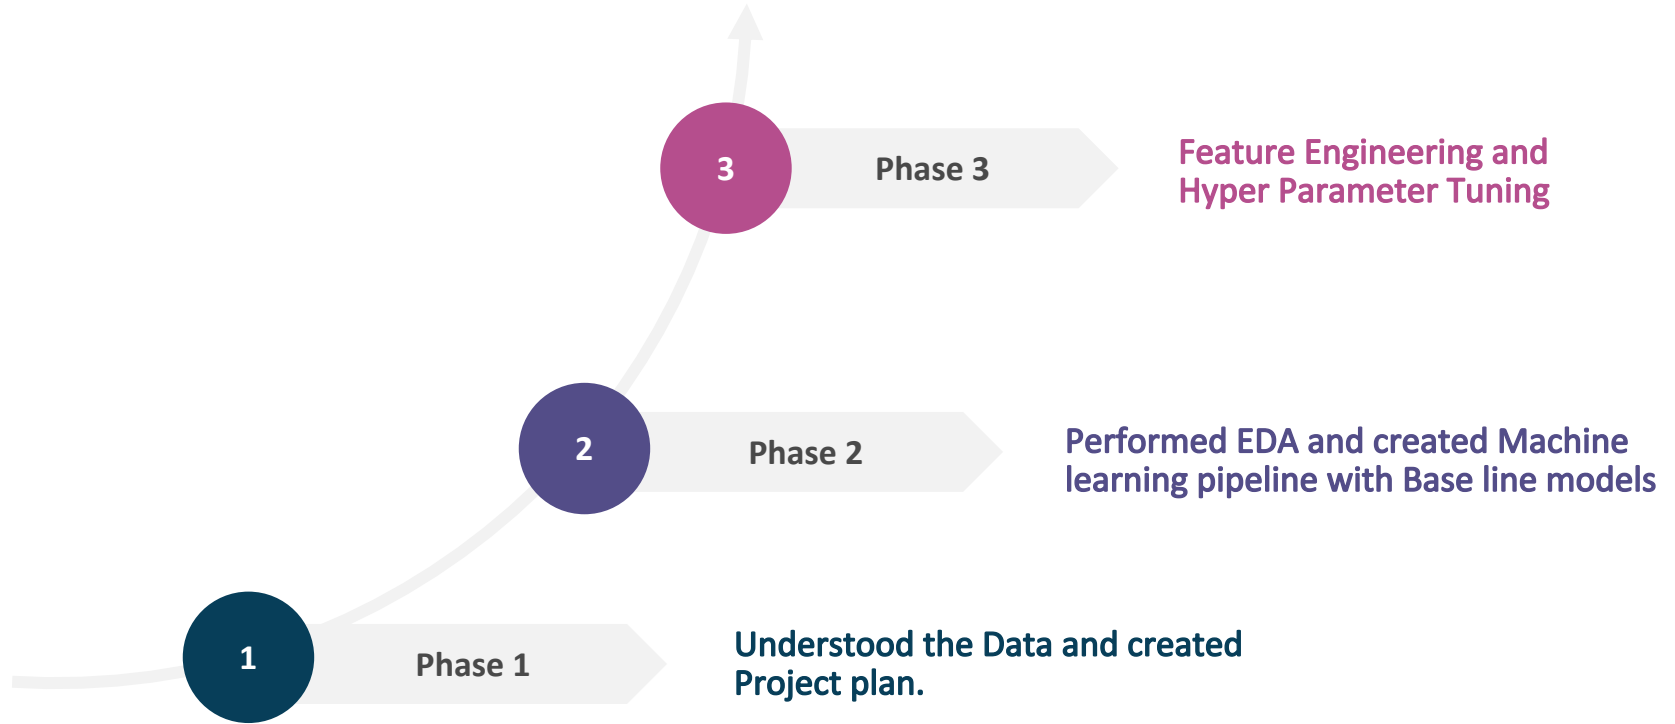 3
Phase 3
Feature Engineering and
Hyper Parameter Tuning
2
Phase 2
Performed EDA and created Machine
learning pipeline with Base line models
1
Phase 1
Understood the Data and created
Project plan.